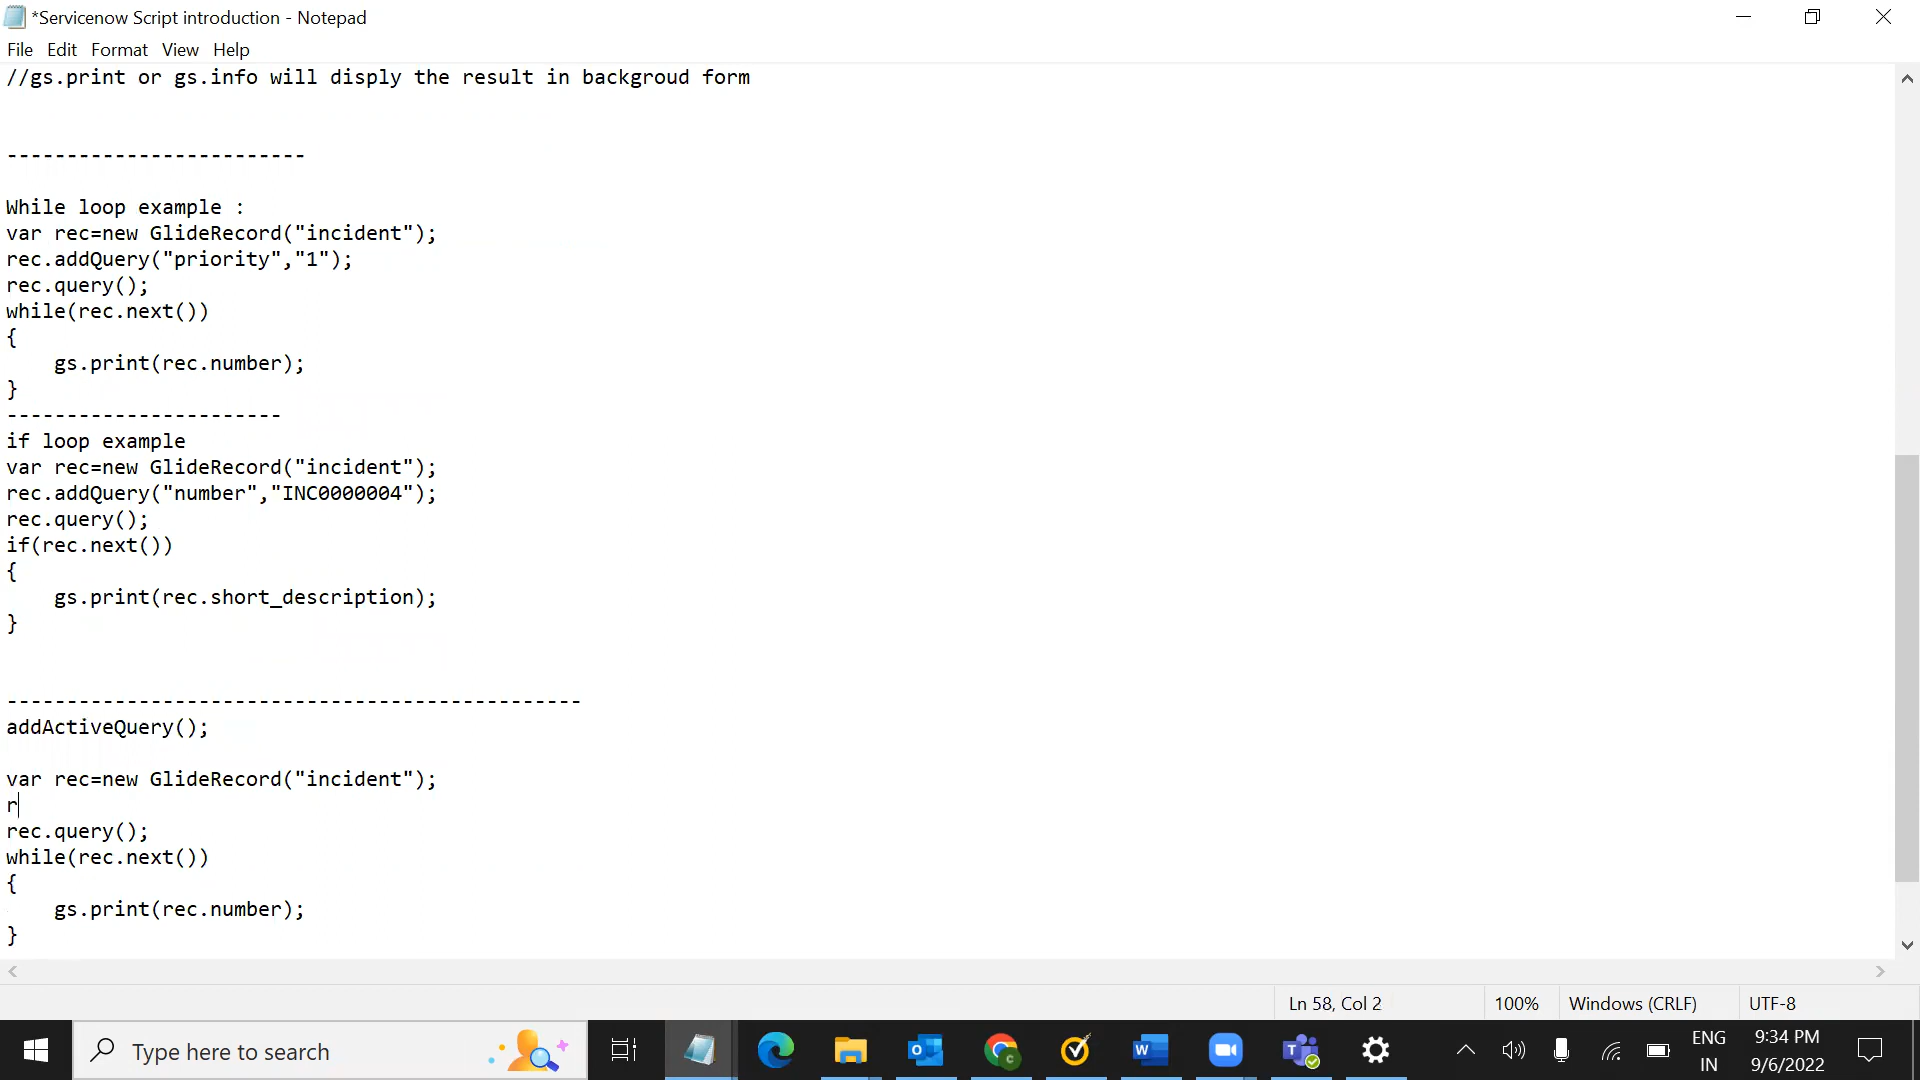 *Servicenow Script introduction - Notepad
File Edit Format View Help
//gs.print or gs.info will disply the result in backgroud form
-------------------------
While loop example :
var rec=new GlideRecord("incident");
rec.addQuery("priority","1");
rec.query();
while(rec.next())
{
gs.print(rec.number);
}
-----------------------
if loop example
var rec=new GlideRecord("incident");
rec.addQuery("number","INC0000004");
rec.query();
if(rec.next())
{
gs.print(rec.short_description);
}
------------------------------------------------
addActiveQuery();
var rec=new GlideRecord("incident");
r
rec.query();
while(rec.next())
{
gs.print(rec.number);
}
Ln 58, Col 2 100% Windows (CRLF) UTF-8
Type here to search
ENG
IN
9:34 PM
9/6/2022